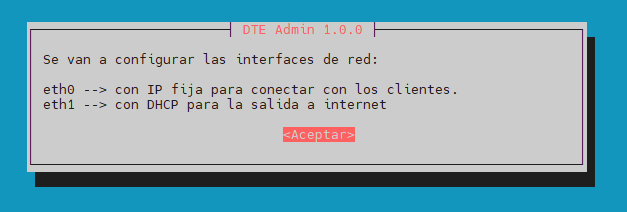 DTE Admin 1.0.0
Se van a configurar las interfaces de red:
eth0 --> con IP fija para conectar con los clientes.
eth1 --> con DHCP para la salida a internet
<Aceptar>